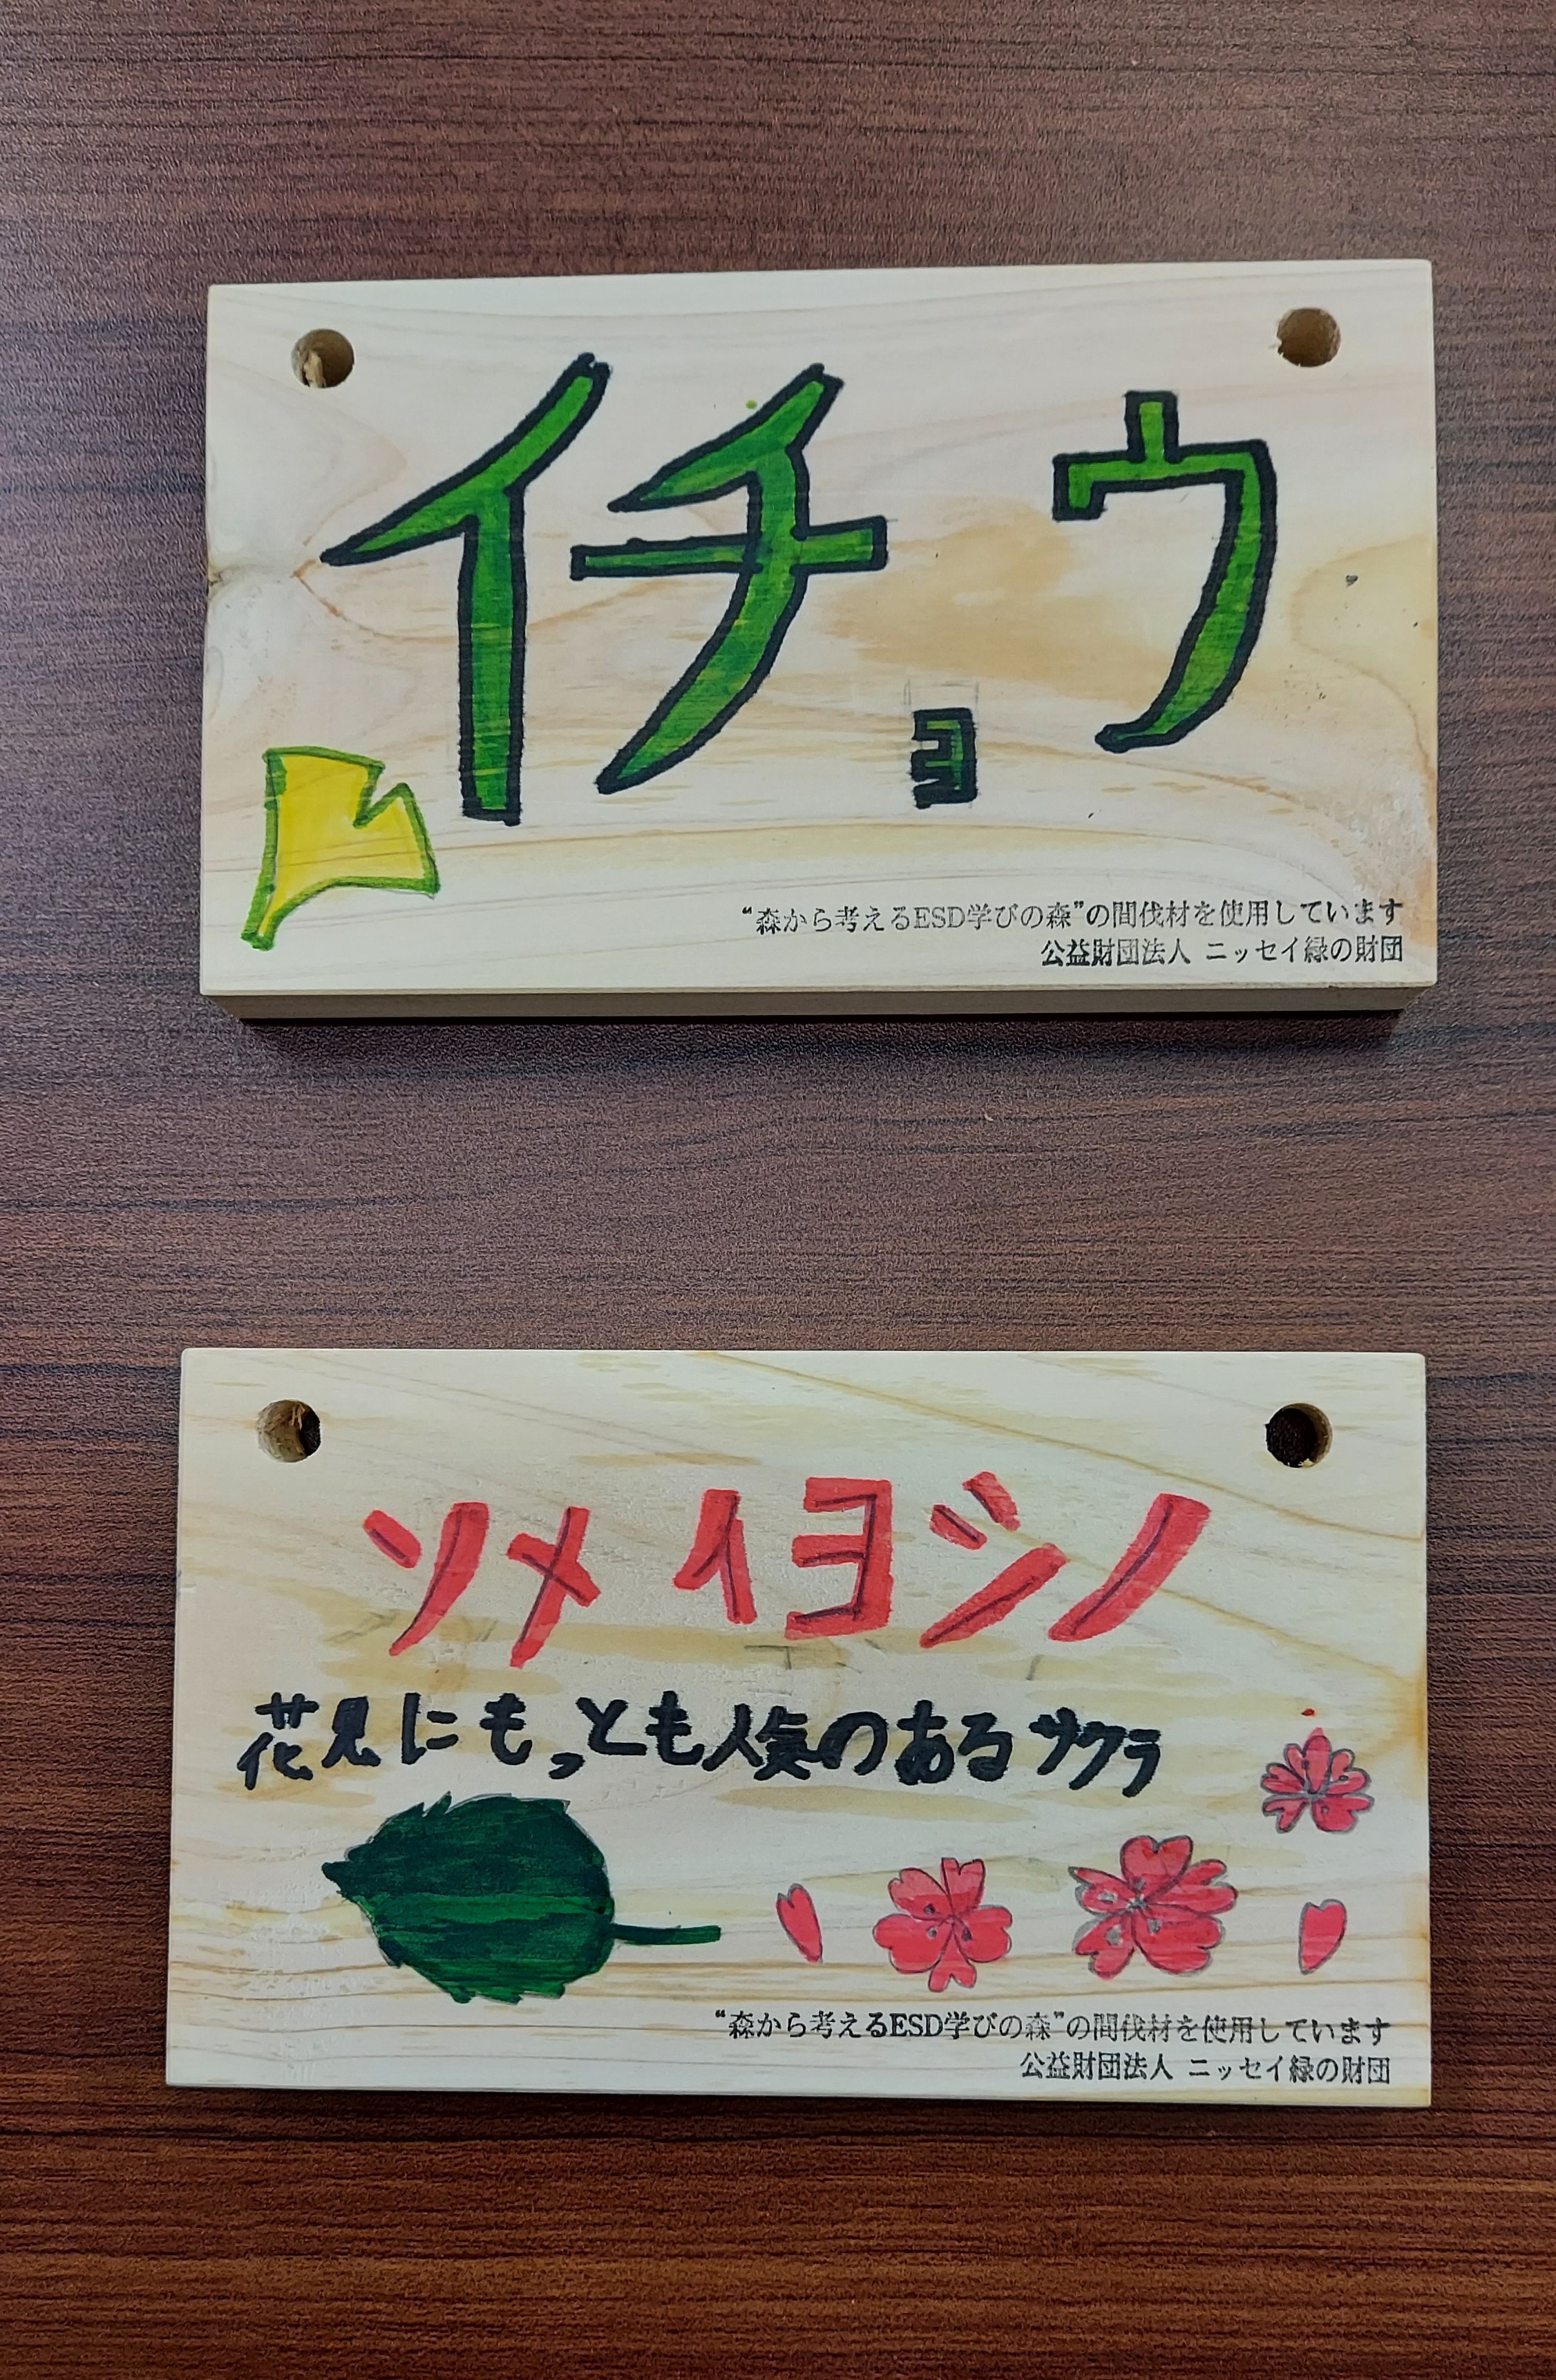 イチョウ
“森から考えるESD学びの森”の間伐材を使用しています
公益財団法人 ニッセイ緑の財団
ソメイヨシノ
花見にもっとも人気のあるサクラ
“森から考えるESD学びの森”の間伐材を使用しています
公益財団法人 ニッセイ緑の財団